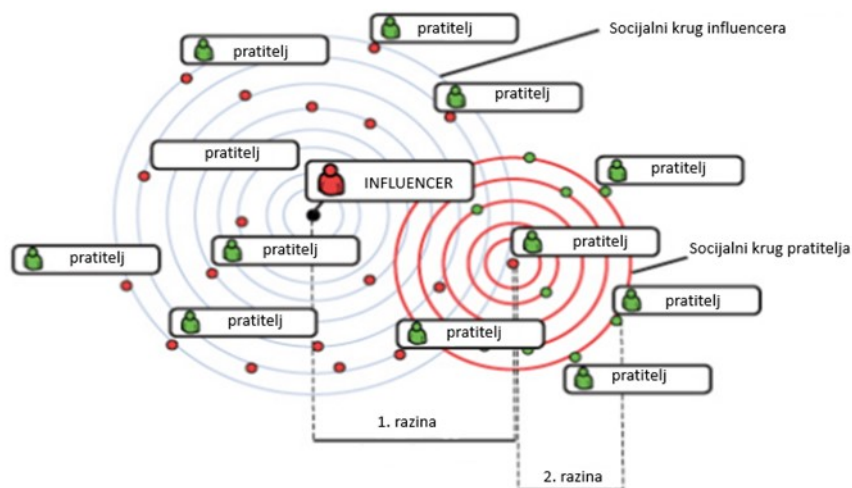 pratitelj
Socijalni krug influencera
pratitelj
pratitelj
pratitelj
INFLUENCER
pratitelj
pratitelj
pratitelj
Socijalni krug pratitelja
pratitelj
pratitelj
pratitelj
pratitelj
pratitelj
1. razina
2. razina